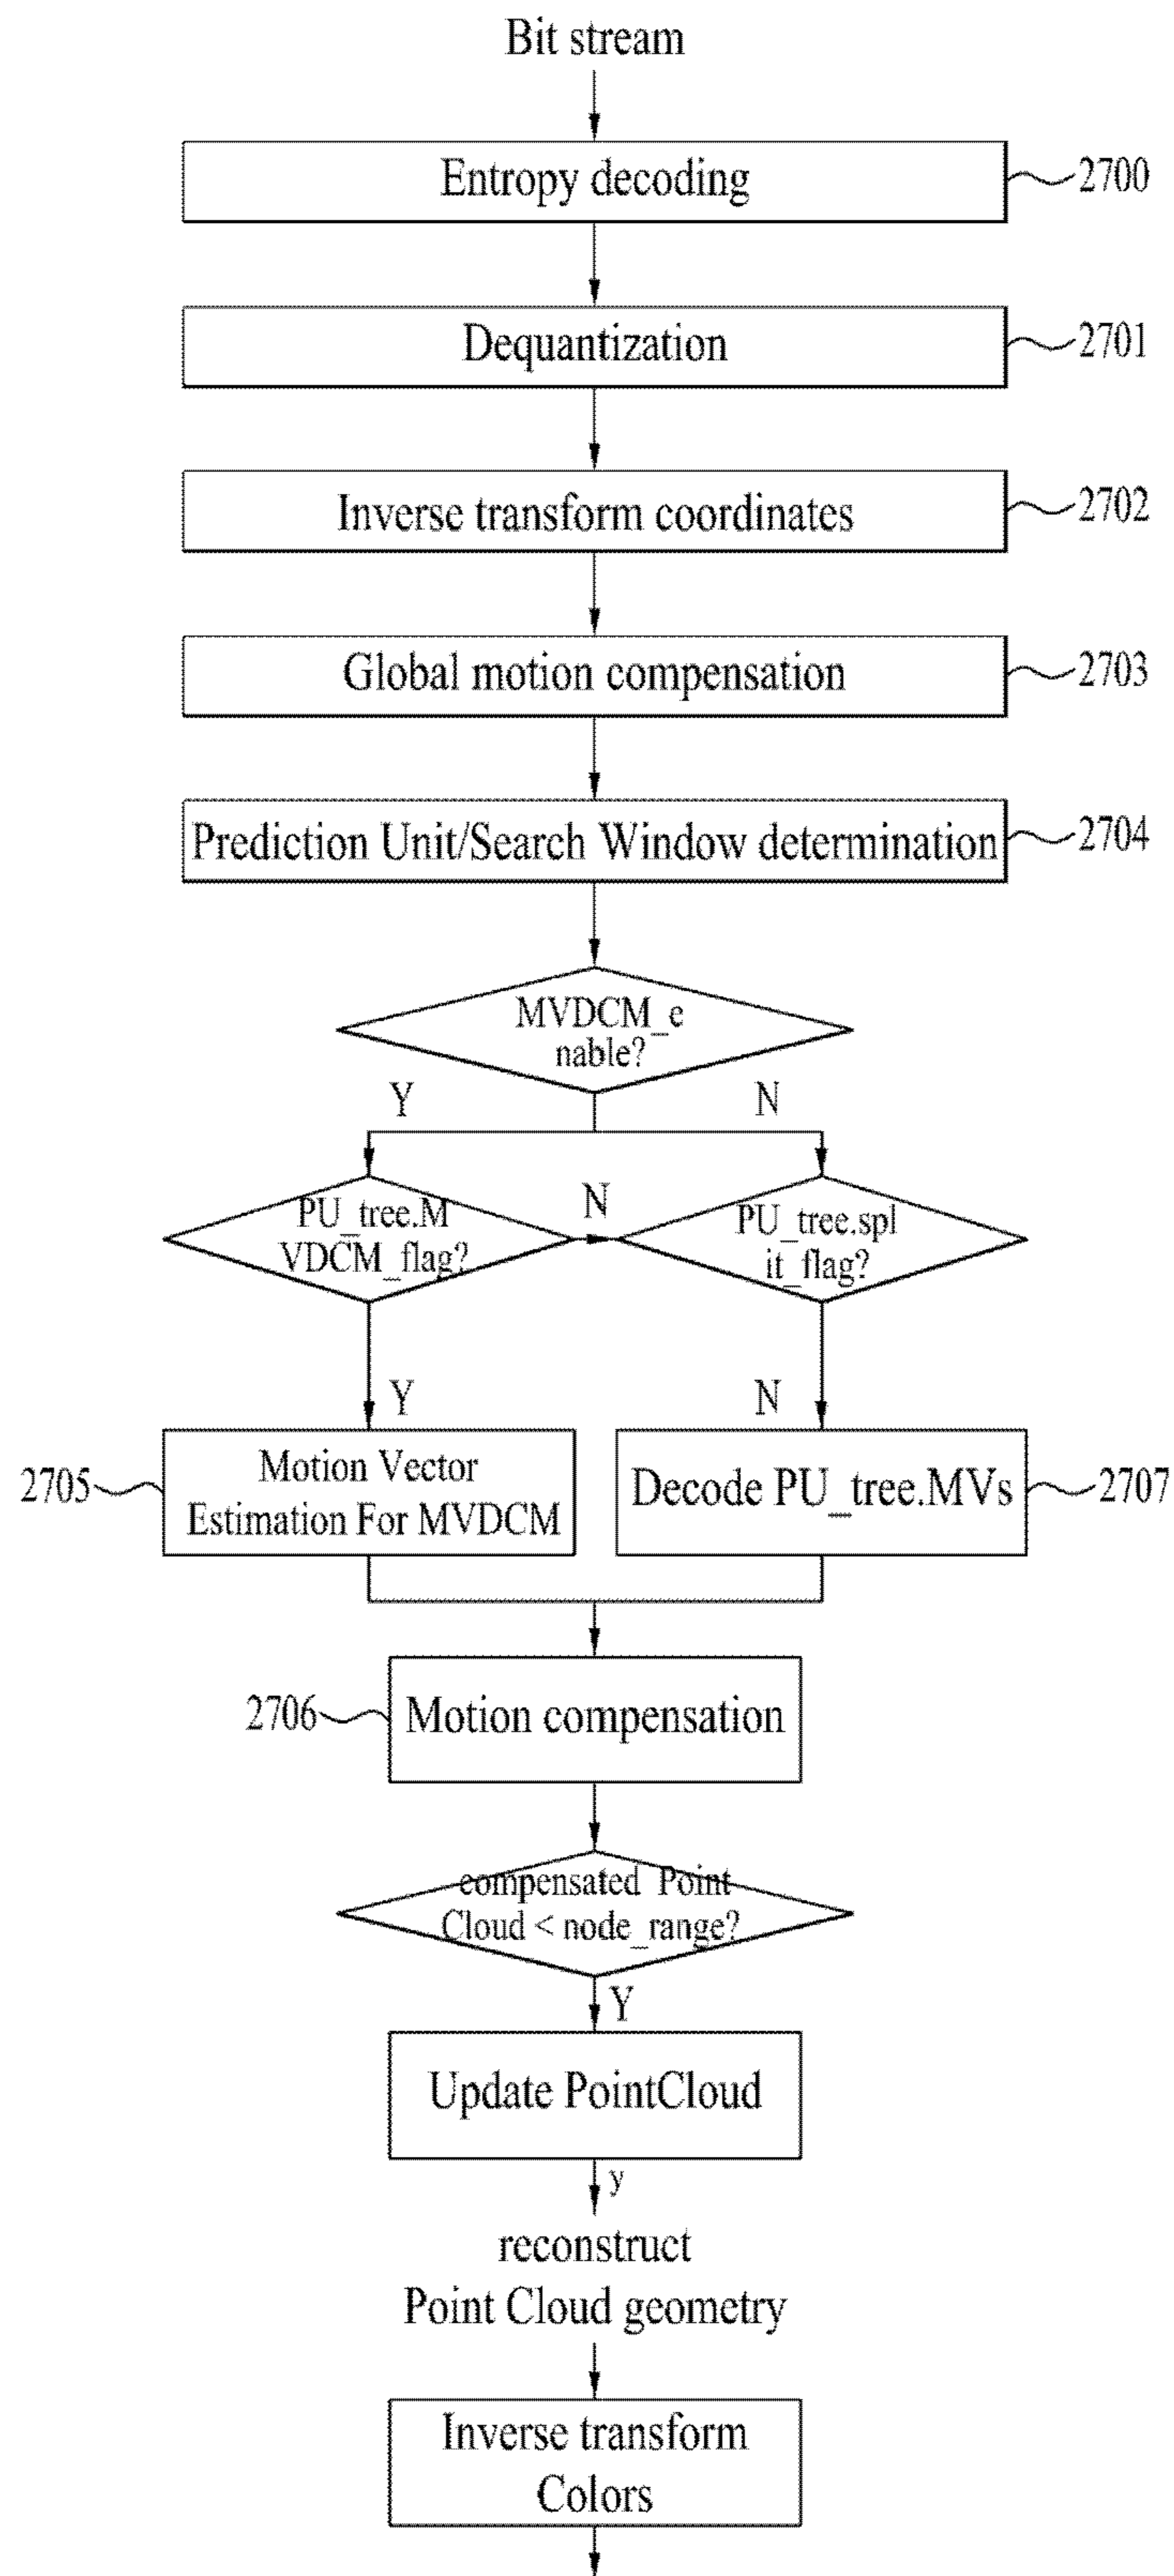 Bit stream
Entropy decoding
2700
Dequantization
2701
Inverse transform coordinates
2702
Global motion compensation
2703
Prediction Unit/Search Window determination
2704
MVDCM_e
nable?
Y
N
PU_tree.M
VDCM_flag?
N
PU_tree.spl
it_flag?
Y
N
2705
Motion Vector
Estimation For MVDCM
Decode PU_tree.MVs
2707
2706
Motion compensation
compensated Point
Cloud < node_range?
Y
Update PointCloud
y
reconstruct
Point Cloud geometry
Inverse transform
Colors